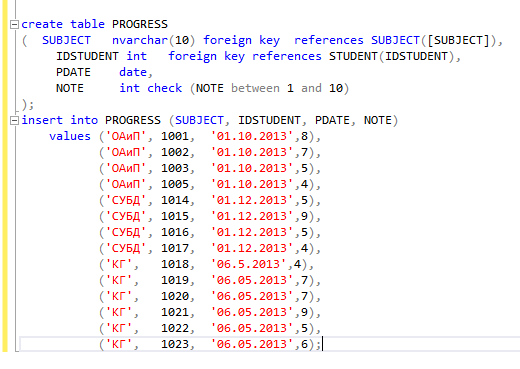 create table PROGRESS
( SUBJECT nvarchar(10) foreign key references SUBJECT([SUBJECT]),
IDSTUDENT int foreign key references STUDENT(IDSTUDENT),
PDATE date,
NOTE int check (NOTE between 1 and 10)
);
insert into PROGRESS (SUBJECT, IDSTUDENT, PDATE, NOTE)
values ('ОАиП', 1001, '01.10.2013',8),
('ОАиП', 1002, '01.10.2013',7),
('ОАиП', 1003, '01.10.2013',5),
('ОАиП', 1005, '01.10.2013',4),
('СУБД', 1014, '01.12.2013',5),
('СУБД', 1015, '01.12.2013',9),
('СУБД', 1016, '01.12.2013',5),
('СУБД', 1017, '01.12.2013',4),
('КГ', 1018, '06.5.2013',4),
('КГ', 1019, '06.05.2013',7),
('КГ', 1020, '06.05.2013',7),
('КГ', 1021, '06.05.2013',9),
('КГ', 1022, '06.05.2013',5),
('КГ', 1023, '06.05.2013',6);